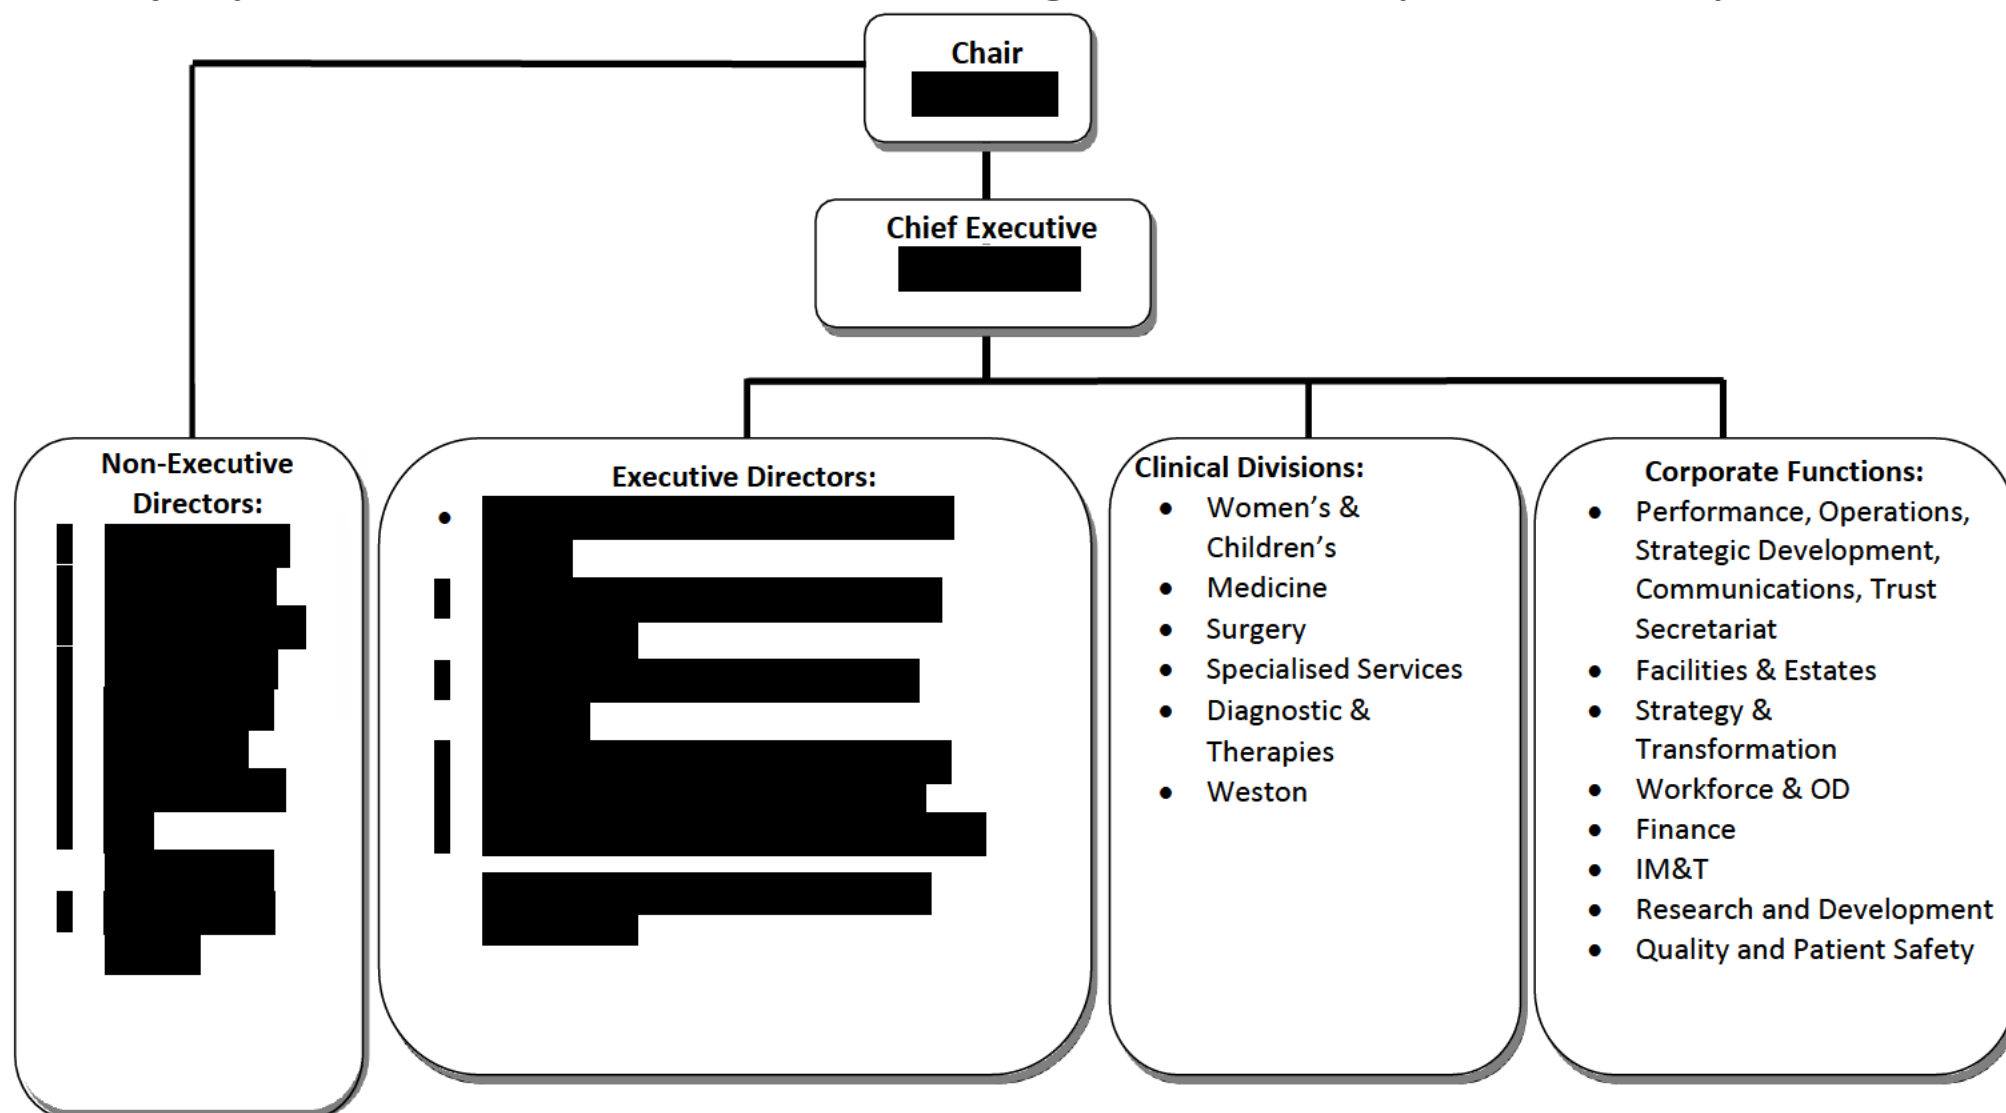 Chair
Chief Executive
Non-Executive
Directors:
Executive Directors:
•
Clinical Divisions:
• Women’s &
Children’s
• Medicine
• Surgery
• Specialised Services
• Diagnostic &
Therapies
• Weston
Corporate Functions:
• Performance, Operations,
Strategic Development,
Communications, Trust
Secretariat
• Facilities & Estates
• Strategy &
Transformation
• Workforce & OD
• Finance
• IM&T
• Research and Development
• Quality and Patient Safety